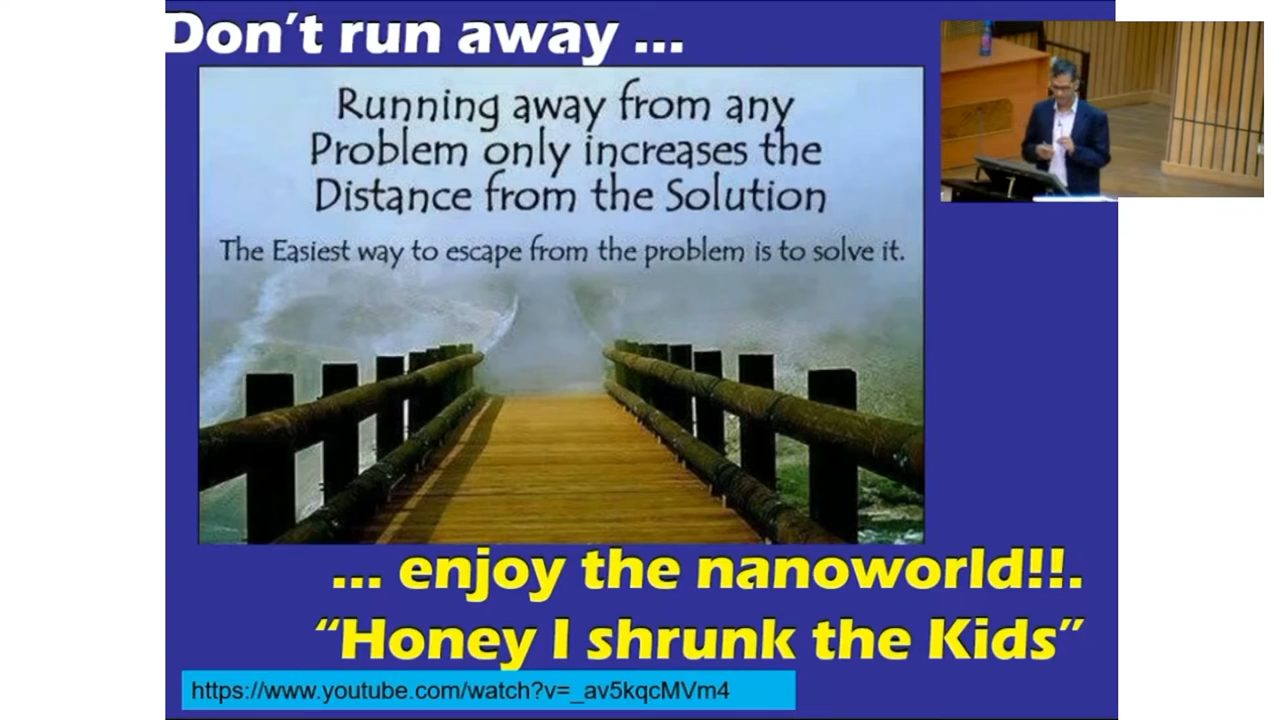 Don't run away ...
Running away from any
Problem only increases the
Distance from the Solution
The Easiest way to escape from the problem is to solve it.
... enjoy the nanoworld!!.
“Honey I shrunk the Kids”
https://www.youtube.com/watch?v=_av5kqcMVm4